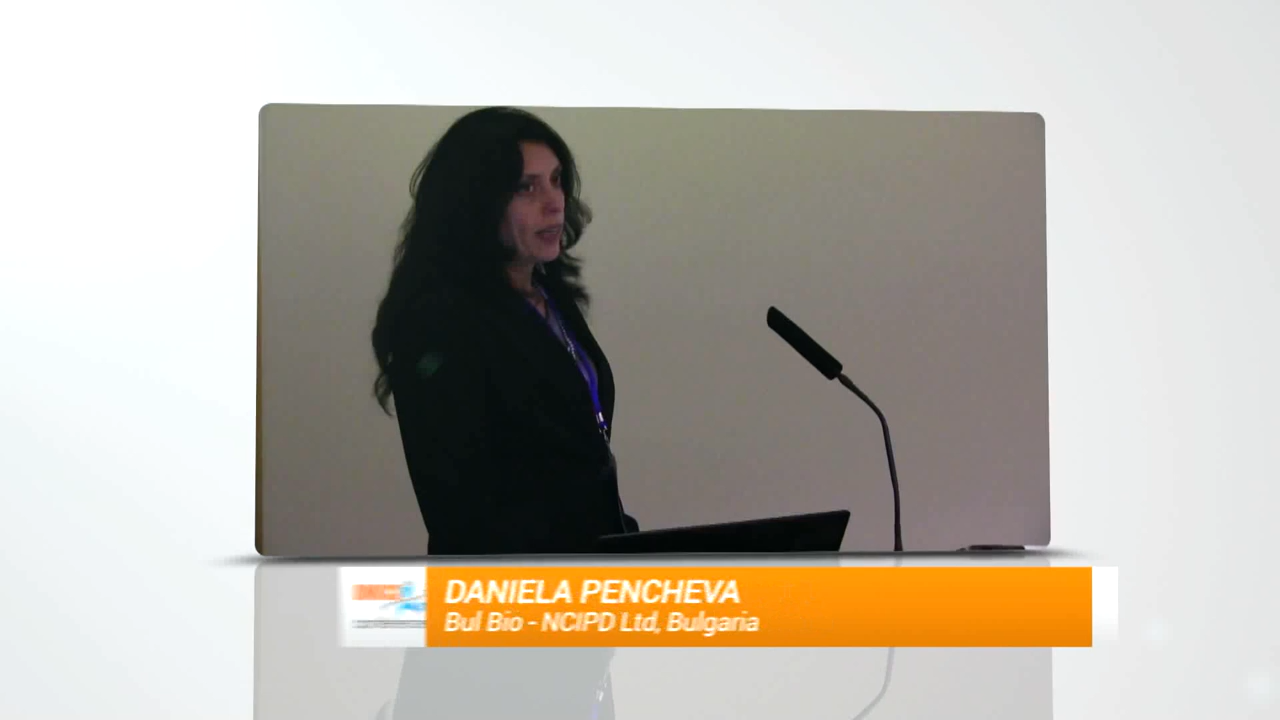 DANIELA PENCHEVA
Bul Bio - NCIPD Ltd, Bulgaria